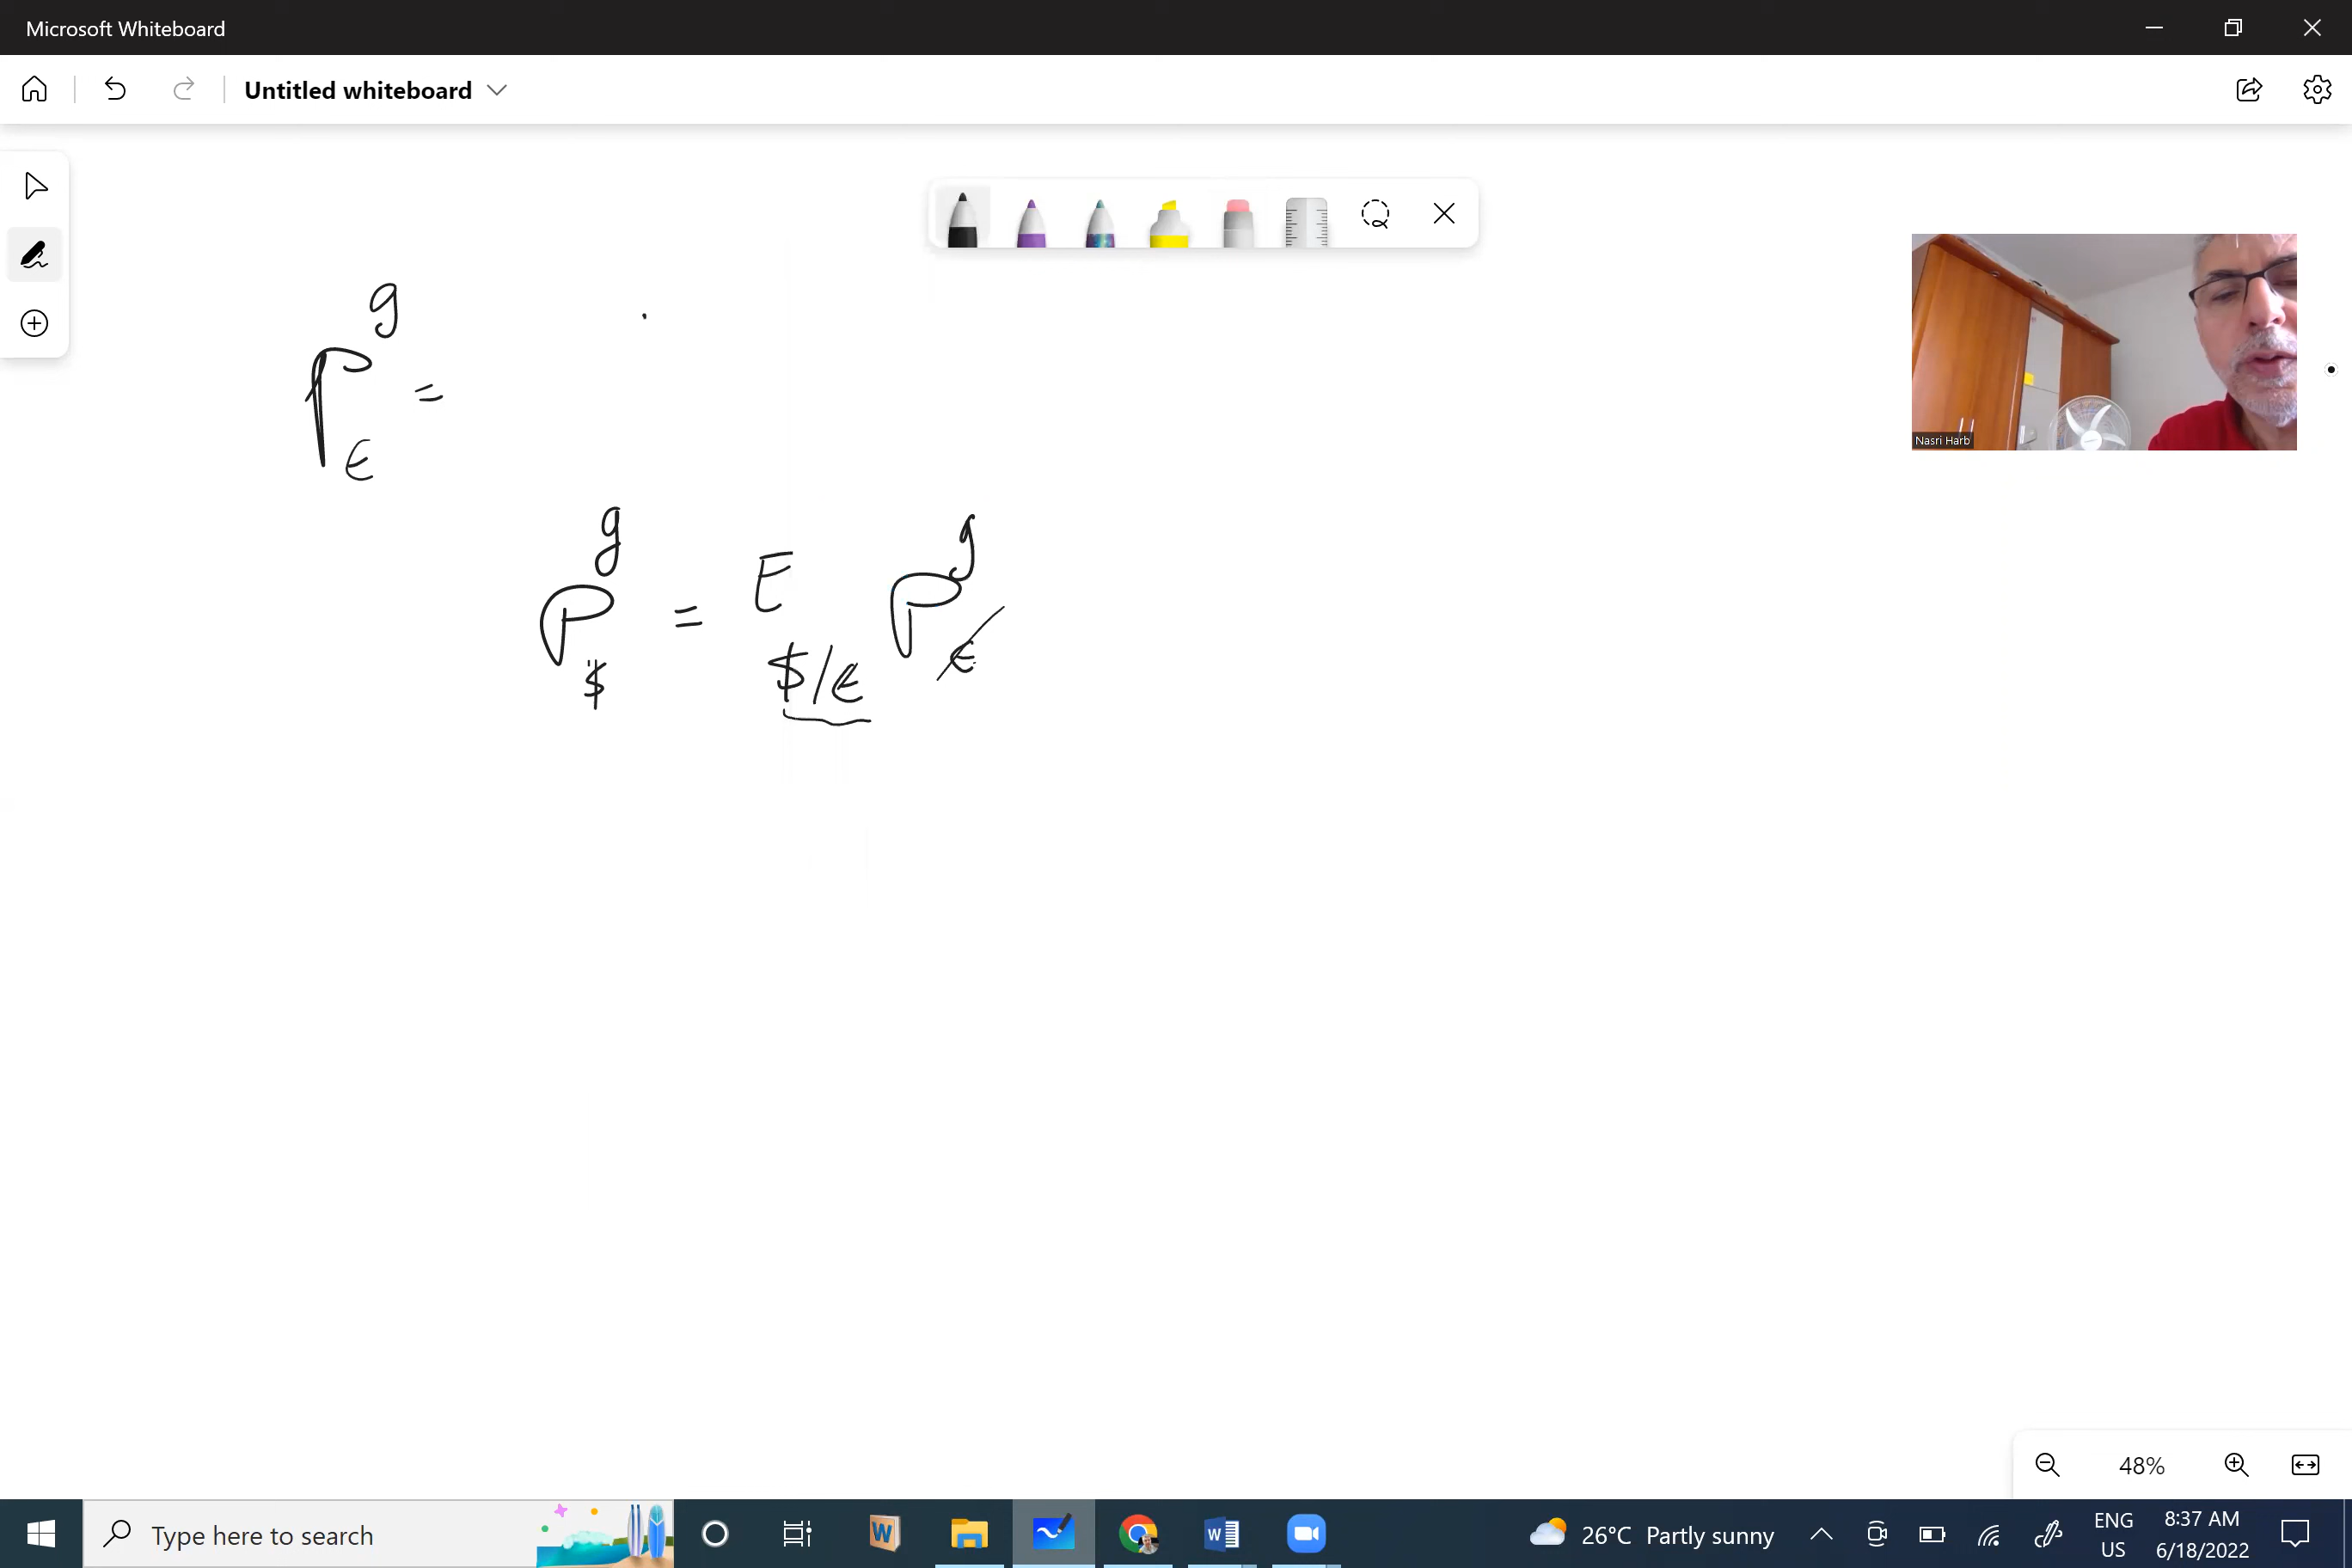 Microsoft Whiteboard
Untitled whiteboard
P^g_€ =
Nasri Harb
P^g_$ = E_$/€ P^g_€
48%
Type here to search
26°C Partly sunny
ENG
US
8:37 AM
6/18/2022